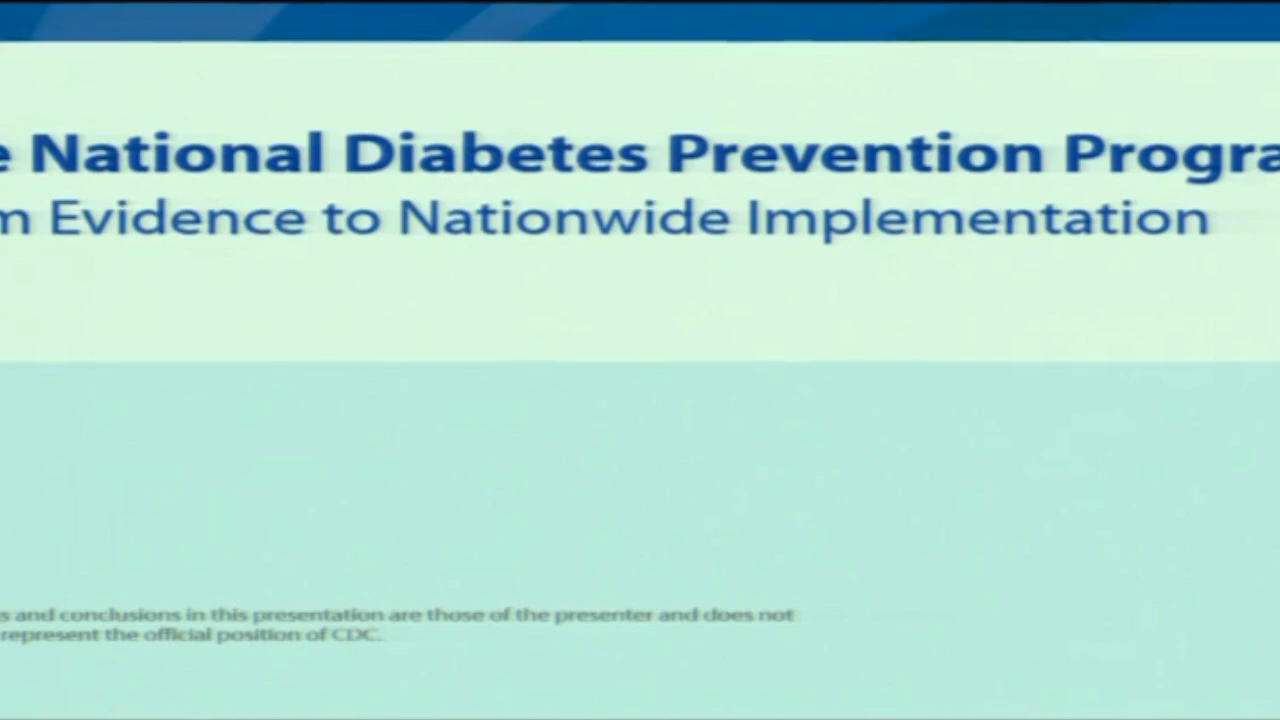 e National Diabetes Prevention Progra
m Evidence to Nationwide Implementation
s and conclusions in this presentation are those of the presenter and does not
represent the official position of CDC.